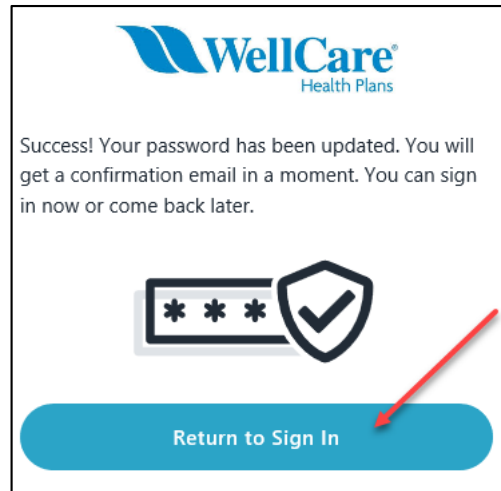 WellCare®
Health Plans
Success! Your password has been updated. You will
get a confirmation email in a moment. You can sign
in now or come back later.
* * *
Return to Sign In